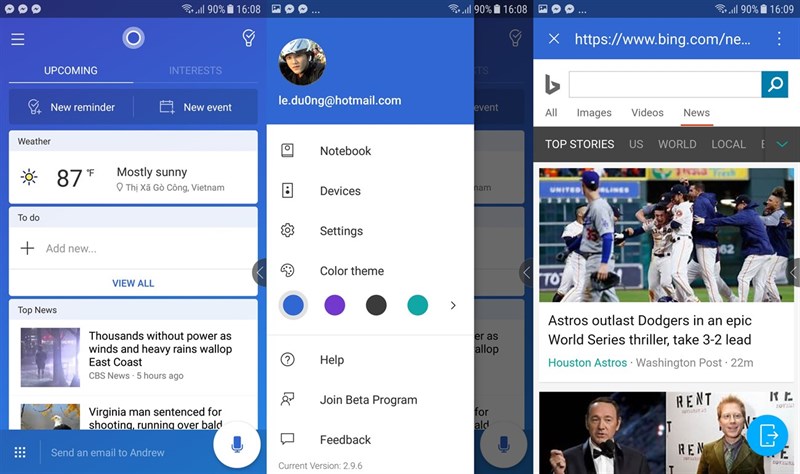 90% 16:08
UPCOMING
INTERESTS
New reminder
New event
Weather
87 °F
Mostly sunny
Thị Xã Gò Công, Vietnam
To do
Add new...
VIEW ALL
Top News
Thousands without power as
winds and heavy rains wallop
East Coast
CBS News · 5 hours ago
Virginia man sentenced for
shooting, running over bald
Send an email to Andrew
90% 16:08
le.du0ng@hotmail.com
Notebook
Devices
Settings
Color theme
Help
Join Beta Program
Feedback
Current Version: 2.9.6
TS
event
nam
er as
allop
for
bald
90% 16:09
https://www.bing.com/ne...
All
Images
Videos
News
TOP STORIES
US
WORLD
LOCAL
E
UNITED AIRLINES
Astros outlast Dodgers in an epic
World Series thriller, take 3-2 lead
Houston Astros · Washington Post · 22m
RENT
RENT